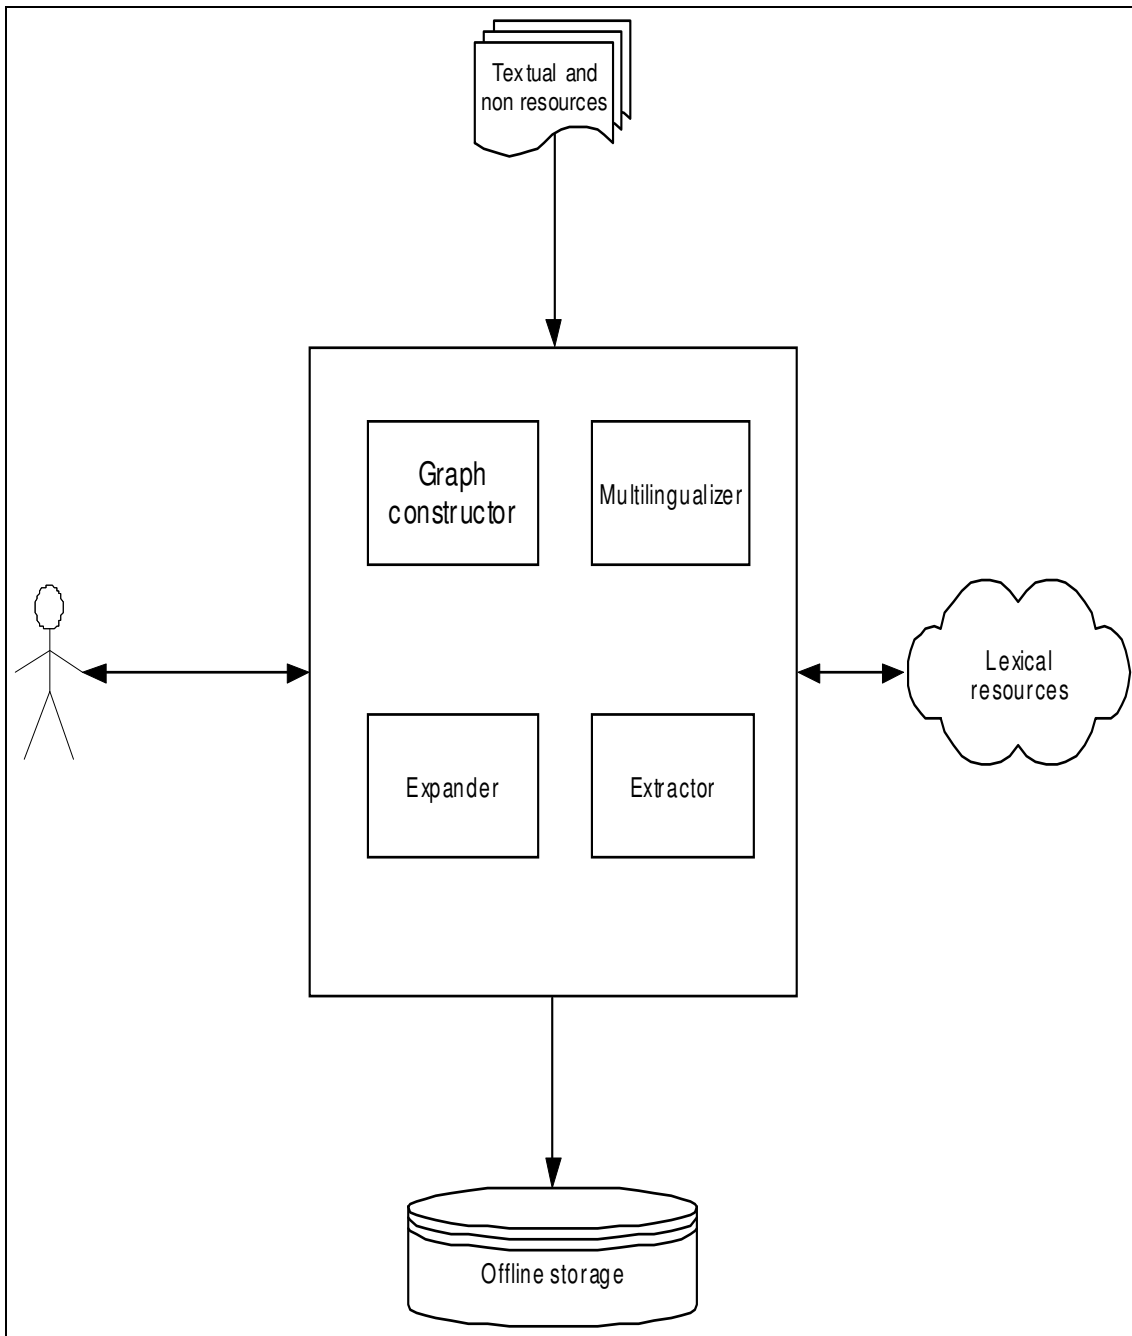 Textual and
non resources
Graph
constructor
Multilingualizer
Lexical
resources
Expander
Extractor
Offline storage